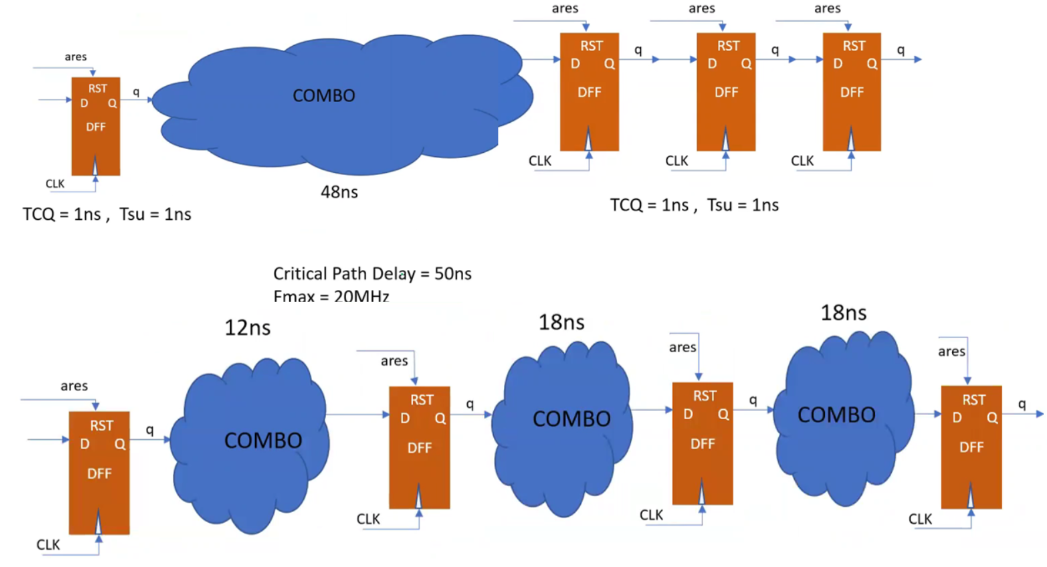 ares
RST
D Q
DFF
CLK
q
COMBO
48ns
TCQ = 1ns , Tsu = 1ns
ares
RST
D Q
DFF
CLK
q
ares
RST
D Q
DFF
CLK
q
ares
RST
D Q
DFF
CLK
q
TCQ = 1ns , Tsu = 1ns
Critical Path Delay = 50ns
Fmax = 20MHz
ares
RST
D Q
DFF
CLK
q
12ns
COMBO
ares
RST
D Q
DFF
CLK
q
18ns
COMBO
ares
RST
D Q
DFF
CLK
q
18ns
COMBO
ares
RST
D Q
DFF
CLK
q